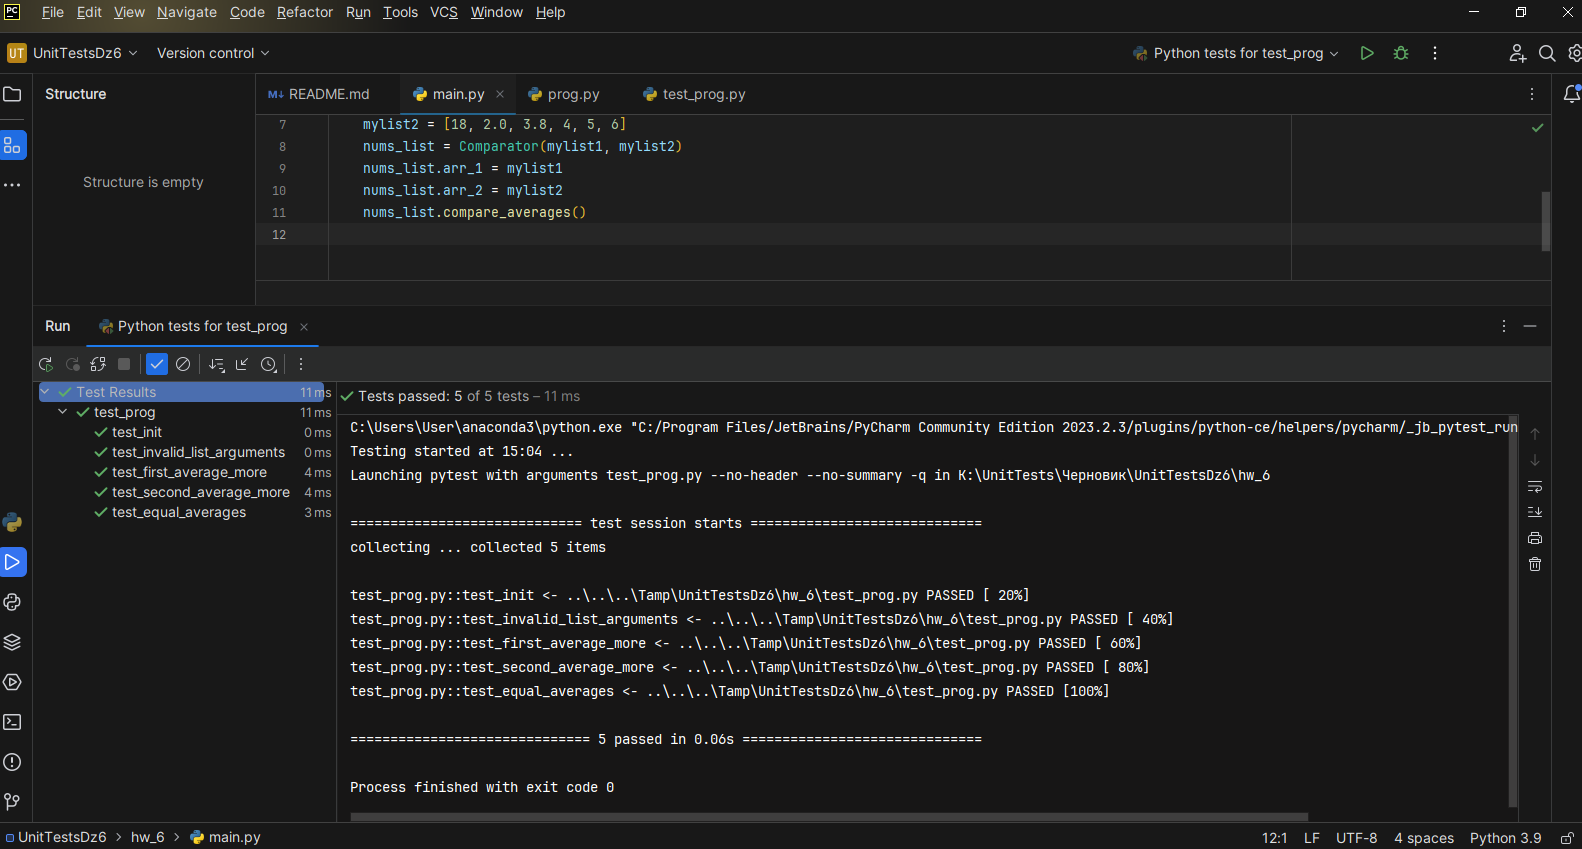 PC File Edit View Navigate Code Refactor Run Tools VCS Window Help
UT UnitTestsDz6 Version control Python tests for test_prog
Structure
README.md main.py prog.py test_prog.py
Structure is empty
7 mylist2 = [18, 2.0, 3.8, 4, 5, 6]
8 nums_list = Comparator(mylist1, mylist2)
9 nums_list.arr_1 = mylist1
10 nums_list.arr_2 = mylist2
11 nums_list.compare_averages()
12
Run Python tests for test_prog
Test Results 11 ms
test_prog 11 ms
test_init 0 ms
test_invalid_list_arguments 0 ms
test_first_average_more 4 ms
test_second_average_more 4 ms
test_equal_averages 3 ms
Tests passed: 5 of 5 tests – 11 ms
C:\Users\User\anaconda3\python.exe "C:/Program Files/JetBrains/PyCharm Community Edition 2023.2.3/plugins/python-ce/helpers/pycharm/_jb_pytest_run
Testing started at 15:04 ...
Launching pytest with arguments test_prog.py --no-header --no-summary -q in K:\UnitTests\Черновик\UnitTestsDz6\hw_6
============================= test session starts =============================
collecting ... collected 5 items
test_prog.py::test_init <- ..\..\..\Tamp\UnitTestsDz6\hw_6\test_prog.py PASSED [ 20%]
test_prog.py::test_invalid_list_arguments <- ..\..\..\Tamp\UnitTestsDz6\hw_6\test_prog.py PASSED [ 40%]
test_prog.py::test_first_average_more <- ..\..\..\Tamp\UnitTestsDz6\hw_6\test_prog.py PASSED [ 60%]
test_prog.py::test_second_average_more <- ..\..\..\Tamp\UnitTestsDz6\hw_6\test_prog.py PASSED [ 80%]
test_prog.py::test_equal_averages <- ..\..\..\Tamp\UnitTestsDz6\hw_6\test_prog.py PASSED [100%]
============================== 5 passed in 0.06s ==============================
Process finished with exit code 0
UnitTestsDz6 > hw_6 > main.py 12:1 LF UTF-8 4 spaces Python 3.9